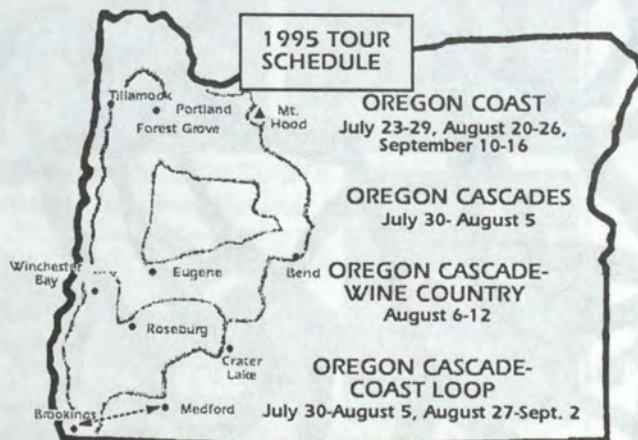 1995 TOUR
SCHEDULE
Tillamook
Portland
Forest Grove
Mt.
Hood
OREGON COAST
July 23-29, August 20-26,
September 10-16
OREGON CASCADES
July 30- August 5
Winchester
Bay
Eugene
Bend
OREGON CASCADE-
WINE COUNTRY
August 6-12
Roseburg
Crater
Lake
OREGON CASCADE-
COAST LOOP
July 30-August 5, August 27-Sept. 2
Brookings
Medford